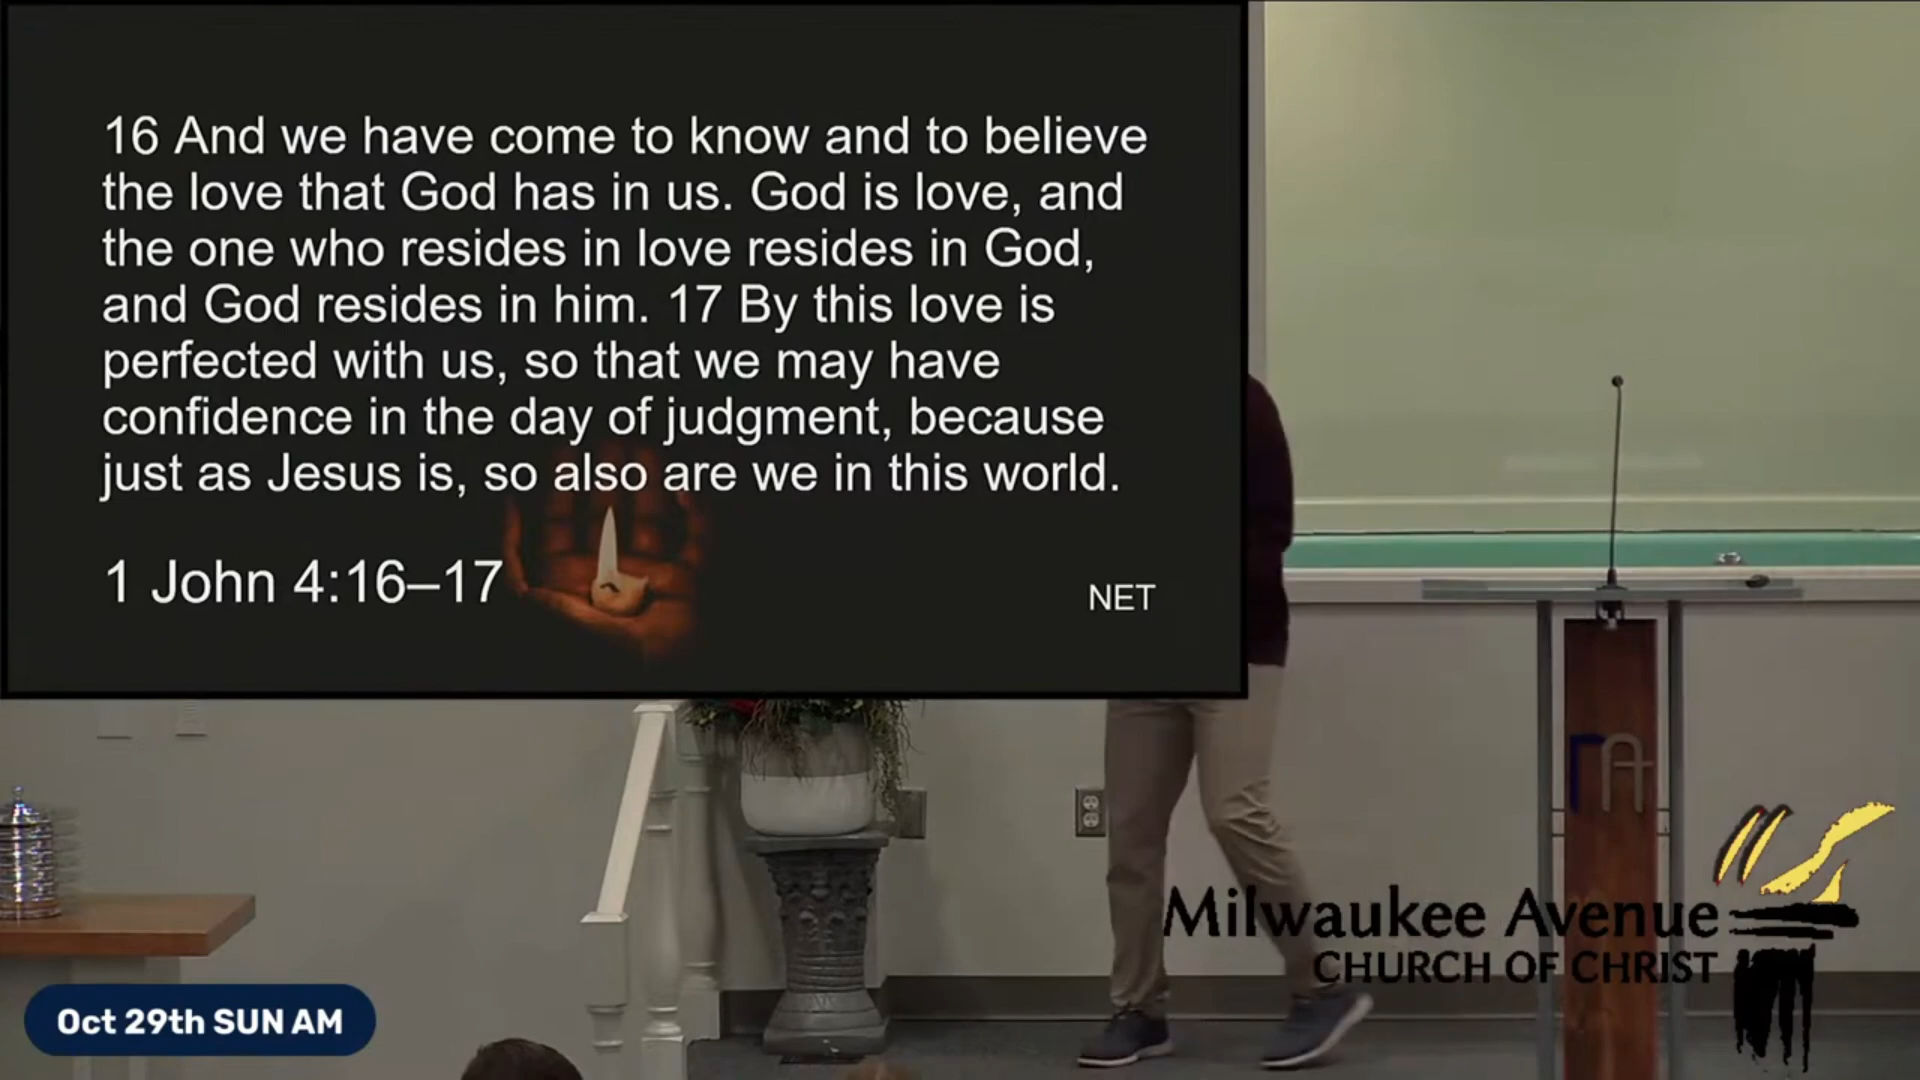 16 And we have come to know and to believe
the love that God has in us. God is love, and
the one who resides in love resides in God,
and God resides in him. 17 By this love is
perfected with us, so that we may have
confidence in the day of judgment, because
just as Jesus is, so also are we in this world.
1 John 4:16–17
NET
Milwaukee Avenue
CHURCH OF CHRIST
Oct 29th SUN AM